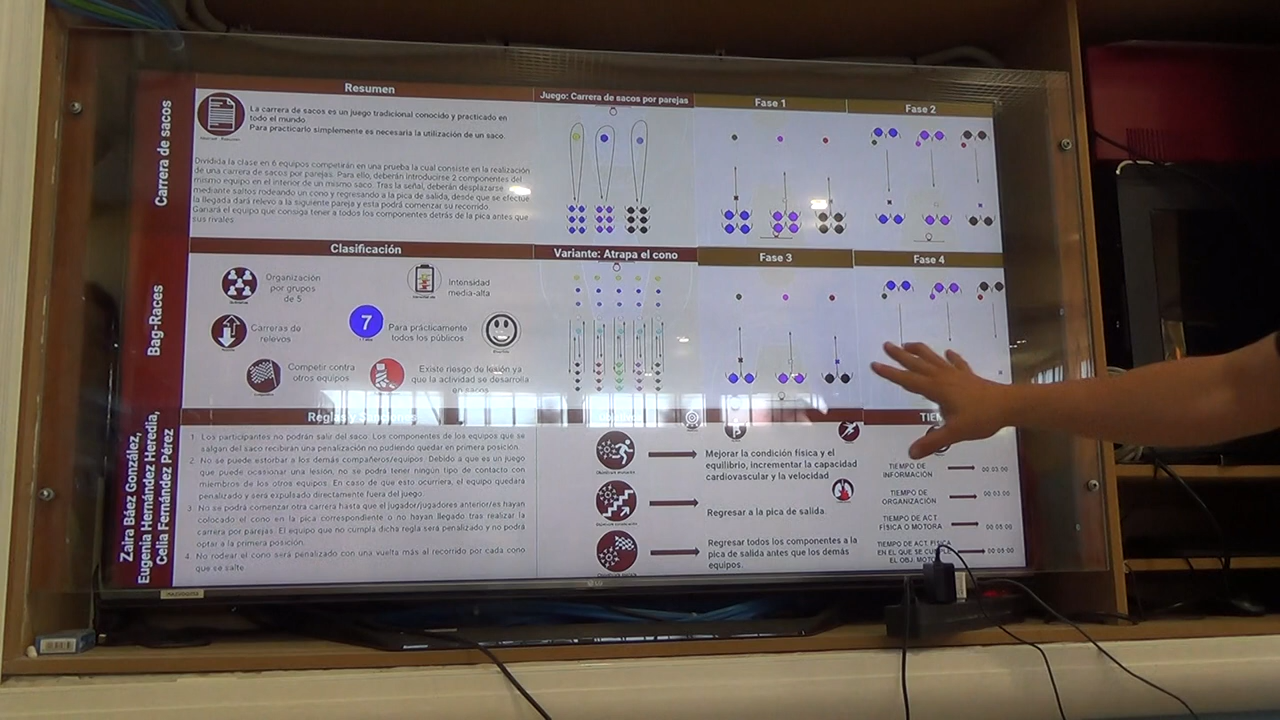 Carrera de sacos
Bag-Races
Zaira Báez González,
Eugenia Hernández Heredia,
Celia Fernández Pérez
Resumen
La carrera de sacos es un juego tradicional conocido y practicado en
todo el mundo.
Para practicarlo simplemente es necesaria la utilización de un saco.
Dividida la clase en 6 equipos competirán en una prueba la cual consiste en la realización
de una carrera de sacos por parejas. Para ello, deberán introducirse 2 componentes del
mismo equipo en el interior de un mismo saco. Tras la señal, deberán desplazarse
mediante saltos rodeando un cono y regresando a la pica de salida, desde que se efectúe
la llegada dará relevo a la siguiente pareja y esta podrá comenzar su recorrido.
Ganará el equipo que consiga tener a todos los componentes detrás de la pica antes que
sus rivales.
Juego: Carrera de sacos por parejas
Fase 1
Fase 2
Clasificación
Organización
por grupos
de 5
Intensidad
media-alta
Carreras de
relevos
7
Para prácticamente
todos los públicos
Competir contra
otros equipos
Existe riesgo de lesión ya
que la actividad se desarrolla
en sacos
Variante: Atrapa el cono
Fase 3
Fase 4
Reglas y
1. Los participantes no podrán salir del saco. Los componentes de los equipos que se
salgan del saco recibirán una penalización no pudiendo quedar en primera posición.
2. No se puede estorbar a los demás compañeros/equipos. Debido a que es un juego
que puede ocasionar una lesión, no se podrá tener ningún tipo de contacto con
miembros de los otros equipos. En caso de que esto ocurriera, el equipo quedará
penalizado y será expulsado directamente fuera del juego.
3. No se podrá comenzar otra carrera hasta que el jugador/jugadores anterior/es hayan
colocado el cono en la pica correspondiente o no hayan llegado tras realizar la
carrera por parejas. El equipo que no cumpla dicha regla será penalizado y no podrá
optar a la primera posición.
4. No rodear el cono será penalizado con una vuelta más al recorrido por cada cono
que se salte.
Mejorar la condición física y el
equilibrio, incrementar la capacidad
cardiovascular y la velocidad
Regresar a la pica de salida.
Regresar todos los componentes a la
pica de salida antes que los demás
equipos.
TIEMPO DE
INFORMACIÓN
00:03:00
TIEMPO DE
ORGANIZACIÓN
00:03:00
TIEMPO DE ACT.
FÍSICA O MOTORA
00:05:00
TIEMPO DE ACT. FÍSICA
EN EL QUE SE CUMPLE
EL OBJ. MOTOR
00:05:00
LG